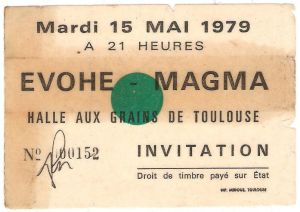 Mardi 15 MAI 1979
A 21 HEURES
EVOHE - MAGMA
HALLE AUX GRAINS DE TOULOUSE
No 00152
INVITATION
Droit de timbre payé sur État